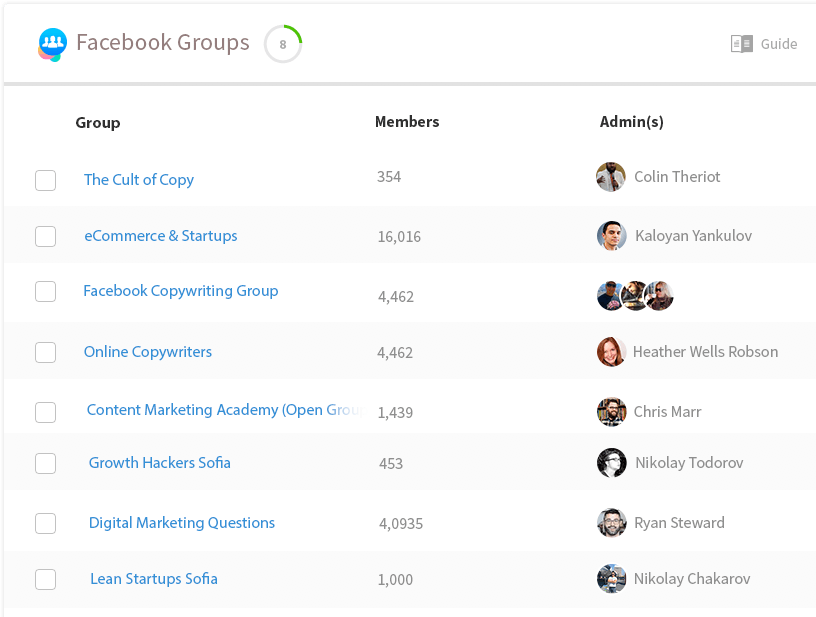 Facebook Groups 8 Guide
Group Members Admin(s)
The Cult of Copy 354 Colin Theriot
eCommerce & Startups 16,016 Kaloyan Yankulov
Facebook Copywriting Group 4,462
Online Copywriters 4,462 Heather Wells Robson
Content Marketing Academy (Open Grou 1,439 Chris Marr
Growth Hackers Sofia 453 Nikolay Todorov
Digital Marketing Questions 4,0935 Ryan Steward
Lean Startups Sofia 1,000 Nikolay Chakarov